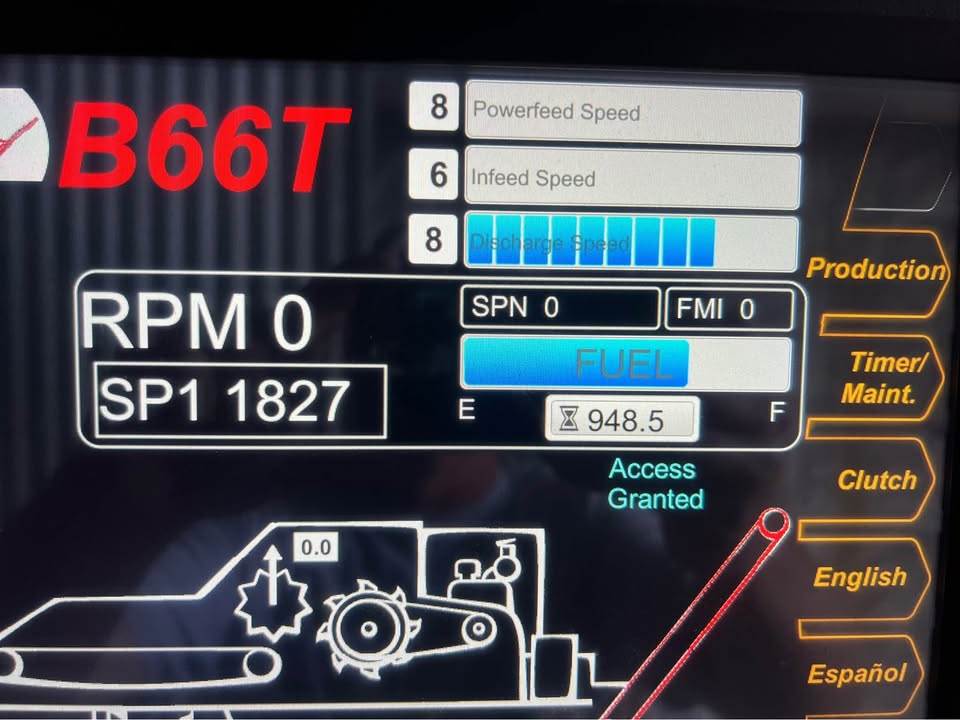 B66T
8 Powerfeed Speed
6 Infeed Speed
8 Discharge Speed
Production
RPM 0
SPN 0 FMI 0
FUEL
Timer/
Maint.
SP1 1827
E F
948.5
Access
Granted
Clutch
0.0
English
Español